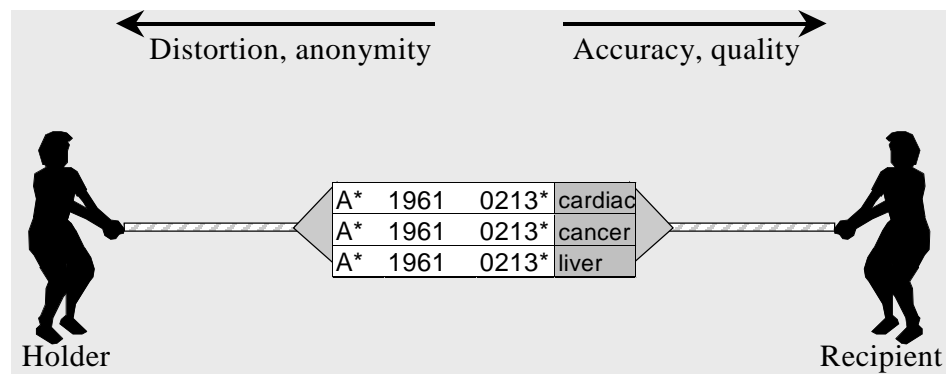 Distortion, anonymity Accuracy, quality
A* 1961 0213* cardiac
A* 1961 0213* cancer
A* 1961 0213* liver
Holder Recipient